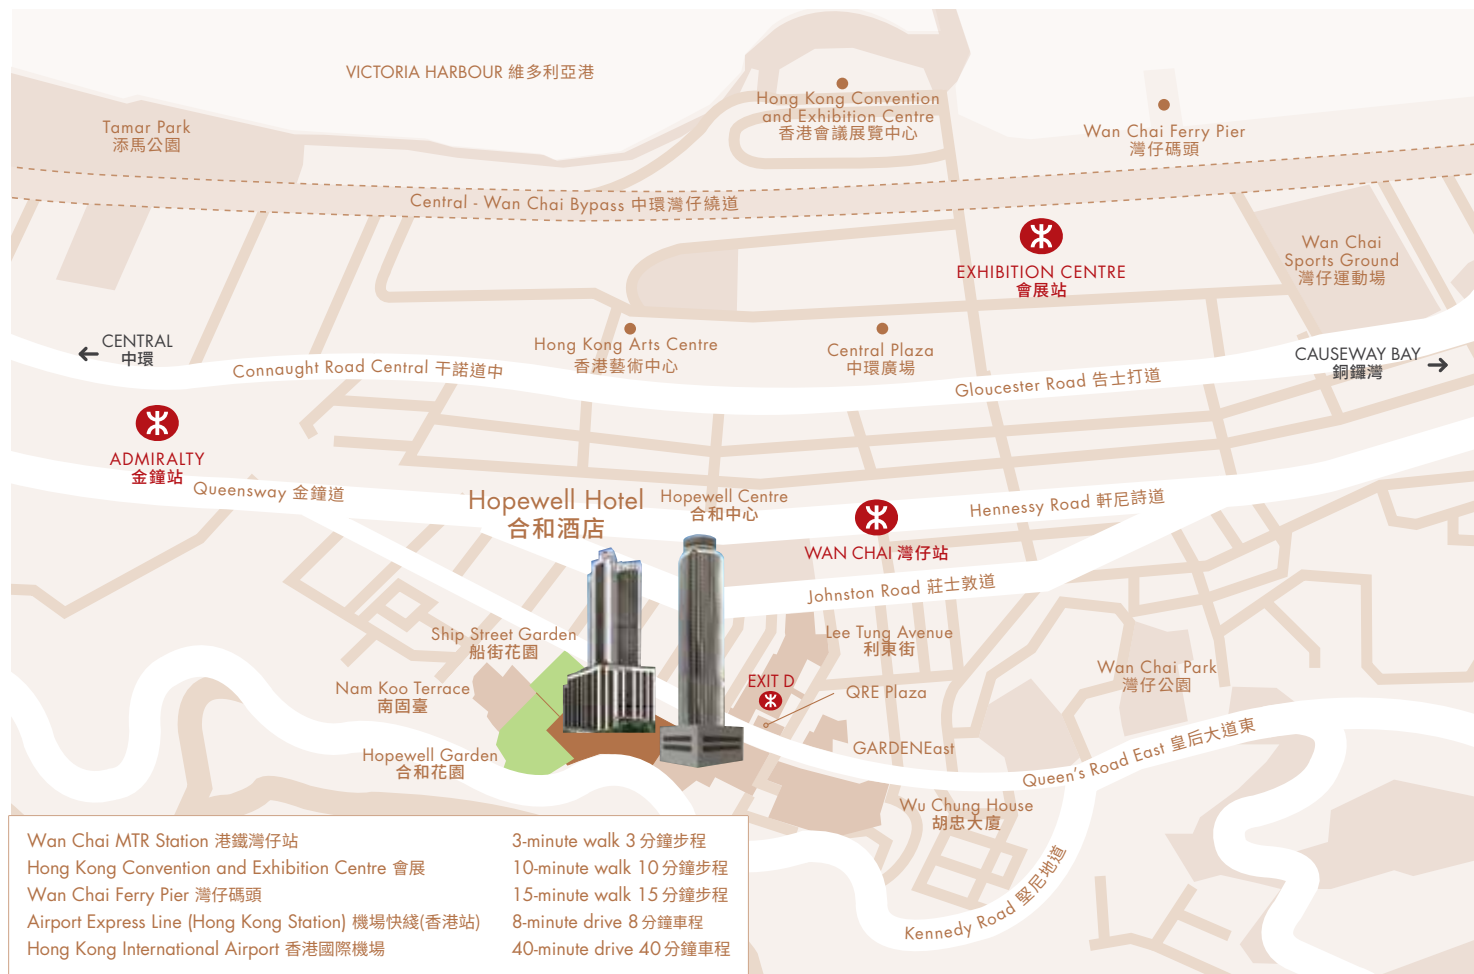 VICTORIA HARBOUR 維多利亞港
Hong Kong Convention
and Exhibition Centre
香港會議展覽中心
Tamar Park
添馬公園
Wan Chai Ferry Pier
灣仔碼頭
Central - Wan Chai Bypass 中環灣仔繞道
EXHIBITION CENTRE
會展站
Wan Chai
Sports Ground
灣仔運動場
CENTRAL
中環
Hong Kong Arts Centre
香港藝術中心
Central Plaza
中環廣場
CAUSEWAY BAY
銅鑼灣
Connaught Road Central 干諾道中
Gloucester Road 告士打道
ADMIRALTY
金鐘站
Queensway 金鐘道
Hopewell Hotel
合和酒店
Hopewell Centre
合和中心
Hennessy Road 軒尼詩道
WAN CHAI 灣仔站
Johnston Road 莊士敦道
Ship Street Garden
船街花園
Lee Tung Avenue
利東街
Wan Chai Park
灣仔公園
Nam Koo Terrace
南固臺
EXIT D
QRE Plaza
Hopewell Garden
合和花園
GARDENEast
Queen's Road East 皇后大道東
Wu Chung House
胡忠大廈
Kennedy Road 堅尼地道
Wan Chai MTR Station 港鐵灣仔站 3-minute walk 3 分鐘步程
Hong Kong Convention and Exhibition Centre 會展 10-minute walk 10 分鐘步程
Wan Chai Ferry Pier 灣仔碼頭 15-minute walk 15 分鐘步程
Airport Express Line (Hong Kong Station) 機場快綫(香港站) 8-minute drive 8 分鐘車程
Hong Kong International Airport 香港國際機場 40-minute drive 40 分鐘車程